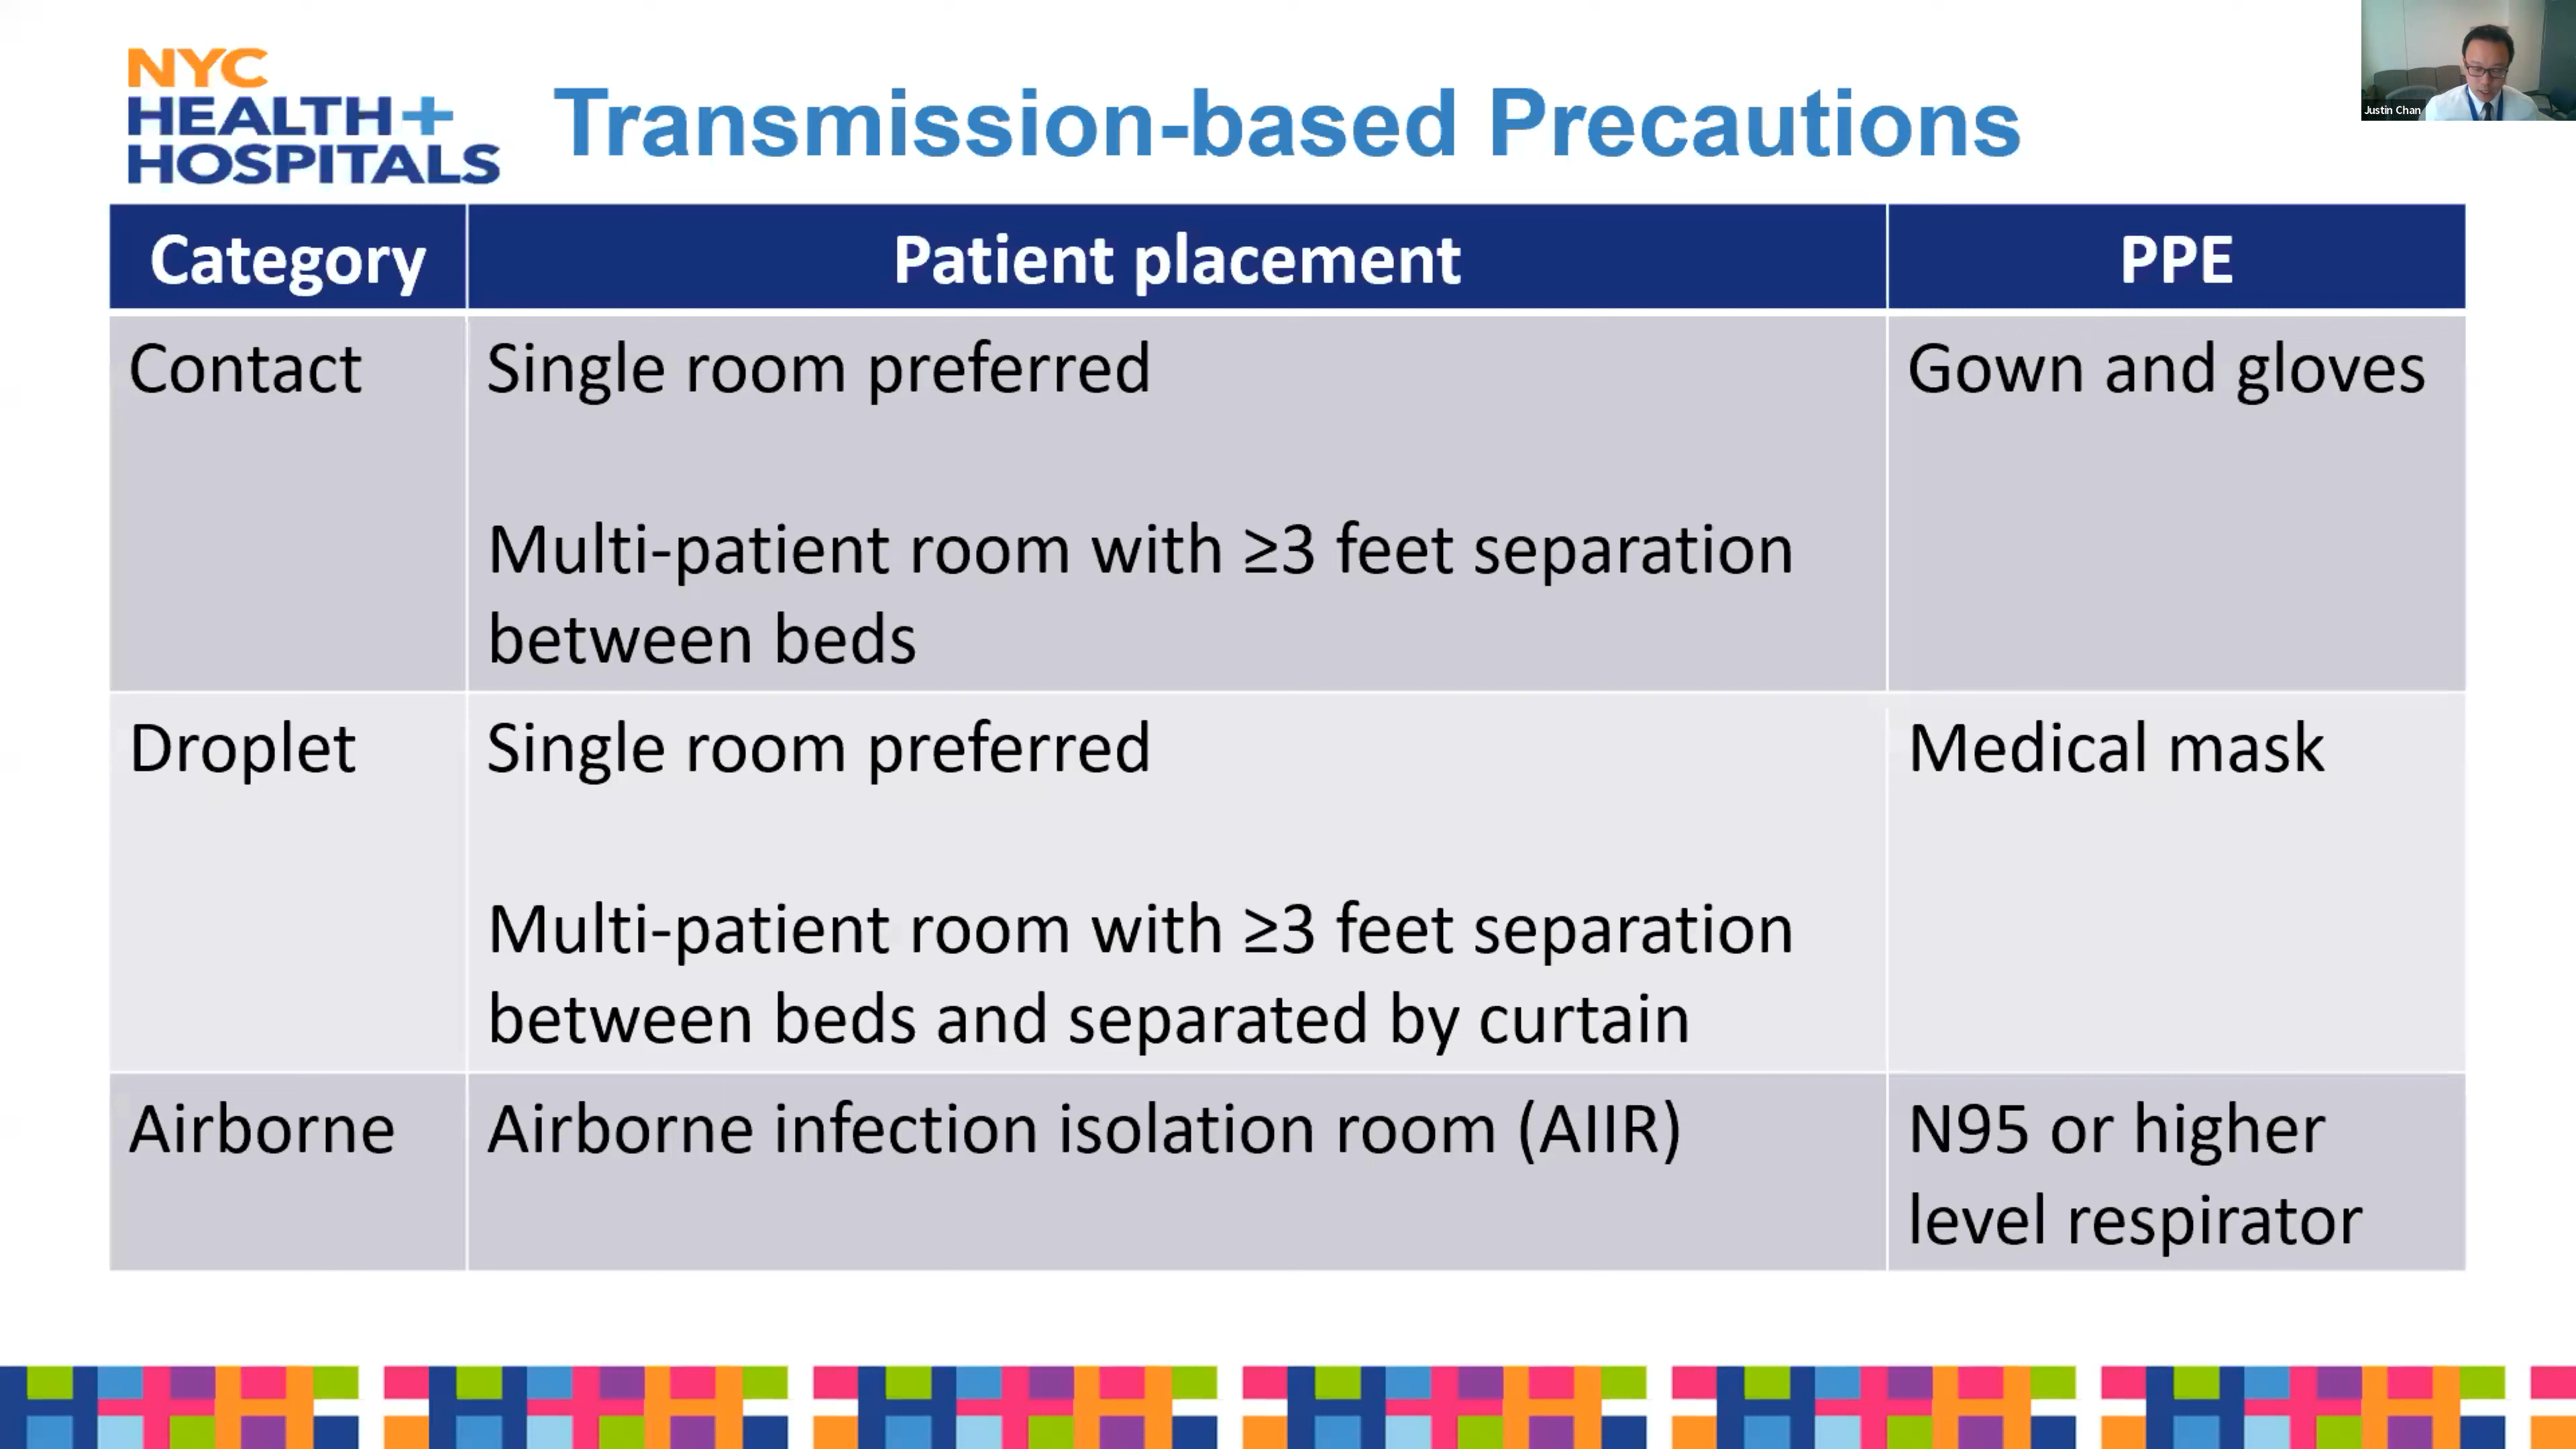 NYC
HEALTH+
HOSPITALS
Transmission-based Precautions
Justin Chan
Category
Patient placement
PPE
Contact
Single room preferred
Multi-patient room with ≥3 feet separation
between beds
Gown and gloves
Droplet
Single room preferred
Multi-patient room with ≥3 feet separation
between beds and separated by curtain
Medical mask
Airborne
Airborne infection isolation room (AIIR)
N95 or higher
level respirator